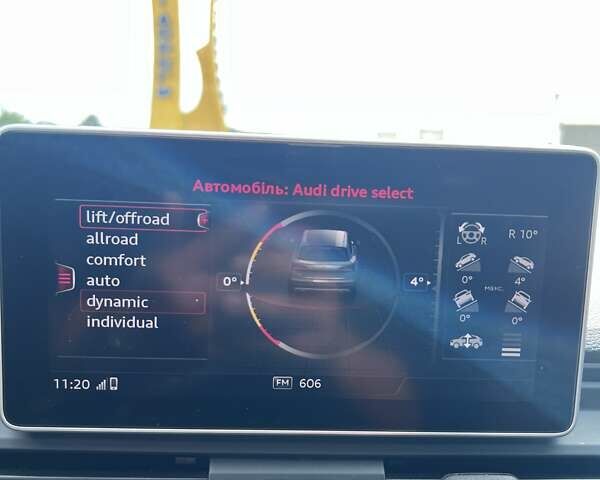 Автомобіль: Audi drive select
lift/offroad
allroad
comfort
auto
dynamic
individual
0°
4°
L R
R 10°
0°
4°
МАКС.
0°
0°
11:20
FM 606